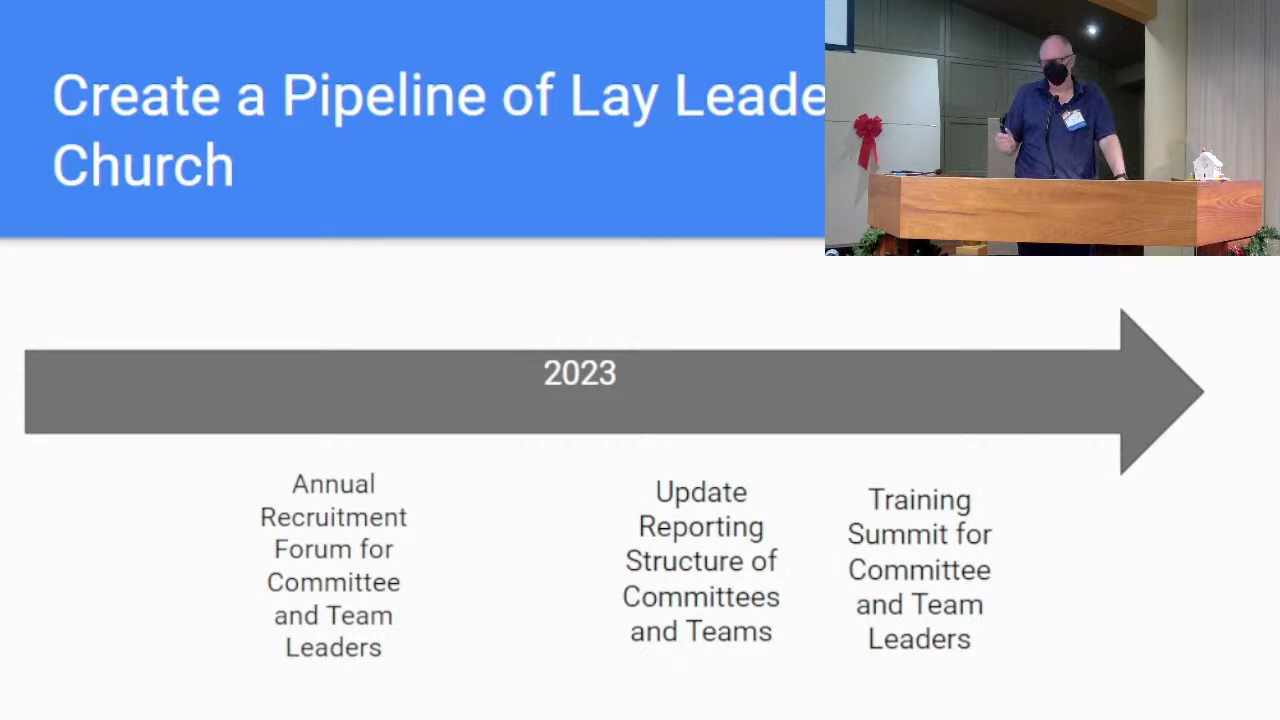 Create a Pipeline of Lay Leade
Church
2023
Annual
Recruitment
Forum for
Committee
and Team
Leaders
Update
Reporting
Structure of
Committees
and Teams
Training
Summit for
Committee
and Team
Leaders